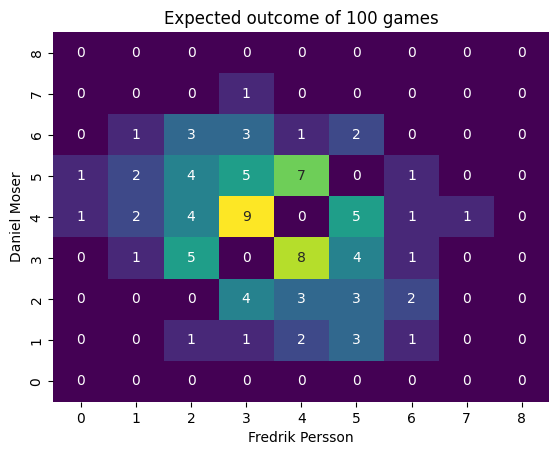 Expected outcome of 100 games
Daniel Moser
8 0 0 0 0 0 0 0 0 0
7 0 0 0 1 0 0 0 0 0
6 0 1 3 3 1 2 0 0 0
5 1 2 4 5 7 0 1 0 0
4 1 2 4 9 0 5 1 1 0
3 0 1 5 0 8 4 1 0 0
2 0 0 0 4 3 3 2 0 0
1 0 0 1 1 2 3 1 0 0
0 0 0 0 0 0 0 0 0 0
0 1 2 3 4 5 6 7 8
Fredrik Persson